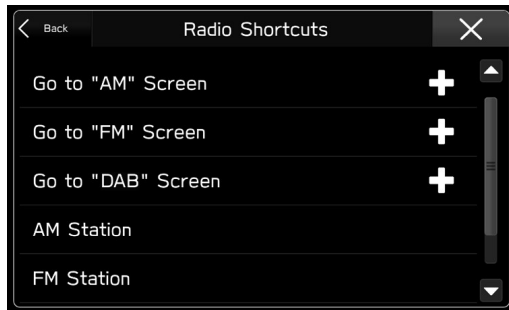 Back
Radio Shortcuts
Go to "AM" Screen
Go to "FM" Screen
Go to "DAB" Screen
AM Station
FM Station